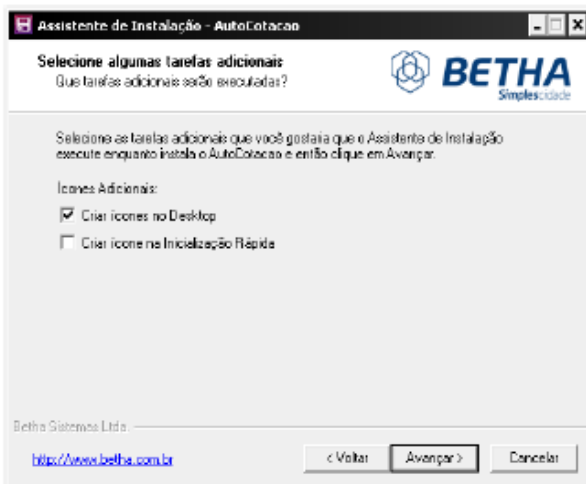 Assistente de Instalação - AutoCotacao
Selecione algumas tarefas adicionais
Que tarefas adicionais serão executadas?
BETHA
Simplescidade
Selecione as tarefas adicionais que você gostaria que o Assistente de Instalação
execute enquanto instala o AutoCotacao e então clique em Avançar.
Ícones Adicionais:
Criar ícones no Desktop
Criar ícone na Inicialização Rápida
Betha Sistemas Ltda.
http://www.betha.com.br
< Voltar
Avançar >
Cancelar